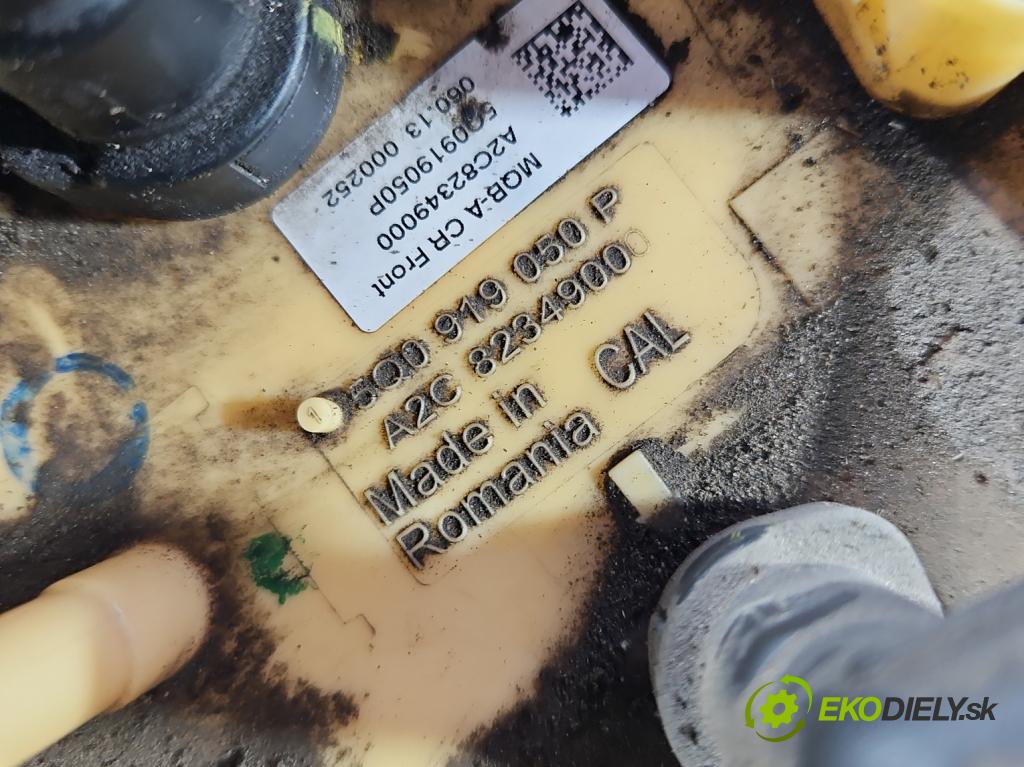 MQB-A CR Front
A2C82349000
5Q0919050P
060.13 000252
5Q0 919 050 P
A2C 82349000
Made in CAL
Romania
1
EKODIELY.sk